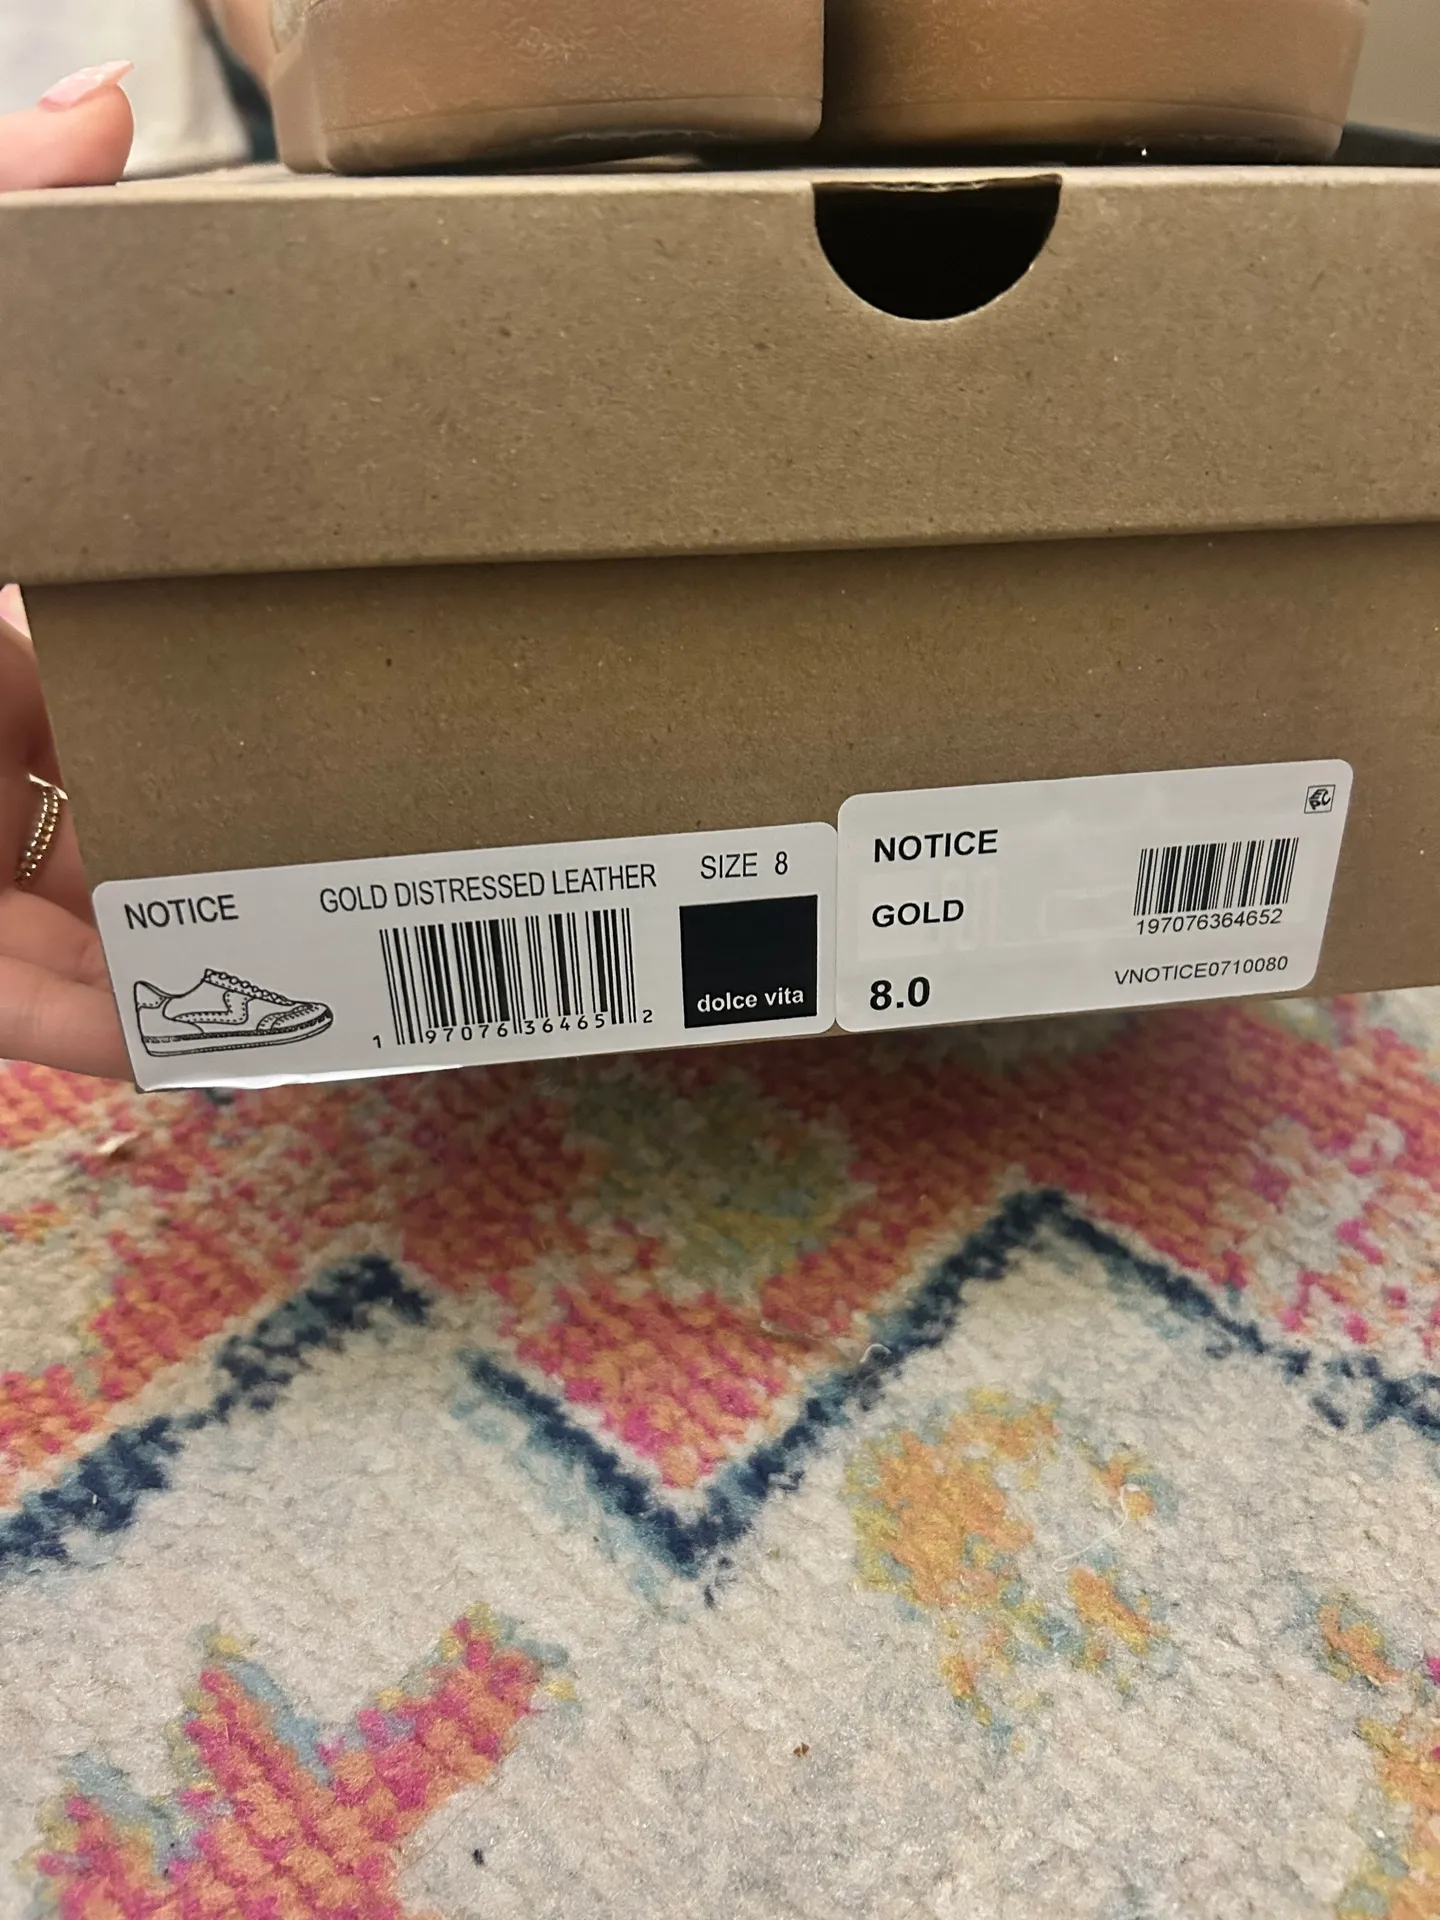 NOTICE
GOLD DISTRESSED LEATHER
SIZE 8
1 97076 36465 2
dolce vita
NOTICE
GOLD
8.0
197076364652
VNOTICE0710080